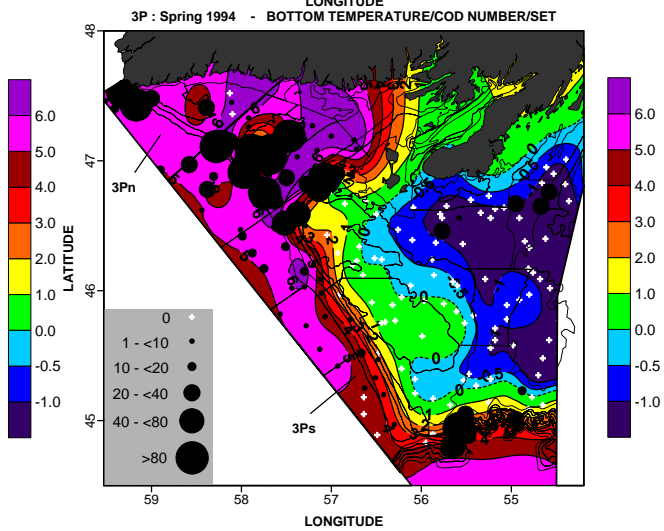 LONGITUDE
3P : Spring 1994 - BOTTOM TEMPERATURE/COD NUMBER/SET
48
47
46
45
LATITUDE
6.0
5.0
4.0
3.0
2.0
1.0
0.0
-0.5
-1.0
6.0
5.0
4.0
3.0
2.0
1.0
0.0
-0.5
-1.0
3Pn
3Ps
0
1 - <10
10 - <20
20 - <40
40 - <80
>80
59
58
57
56
55
LONGITUDE